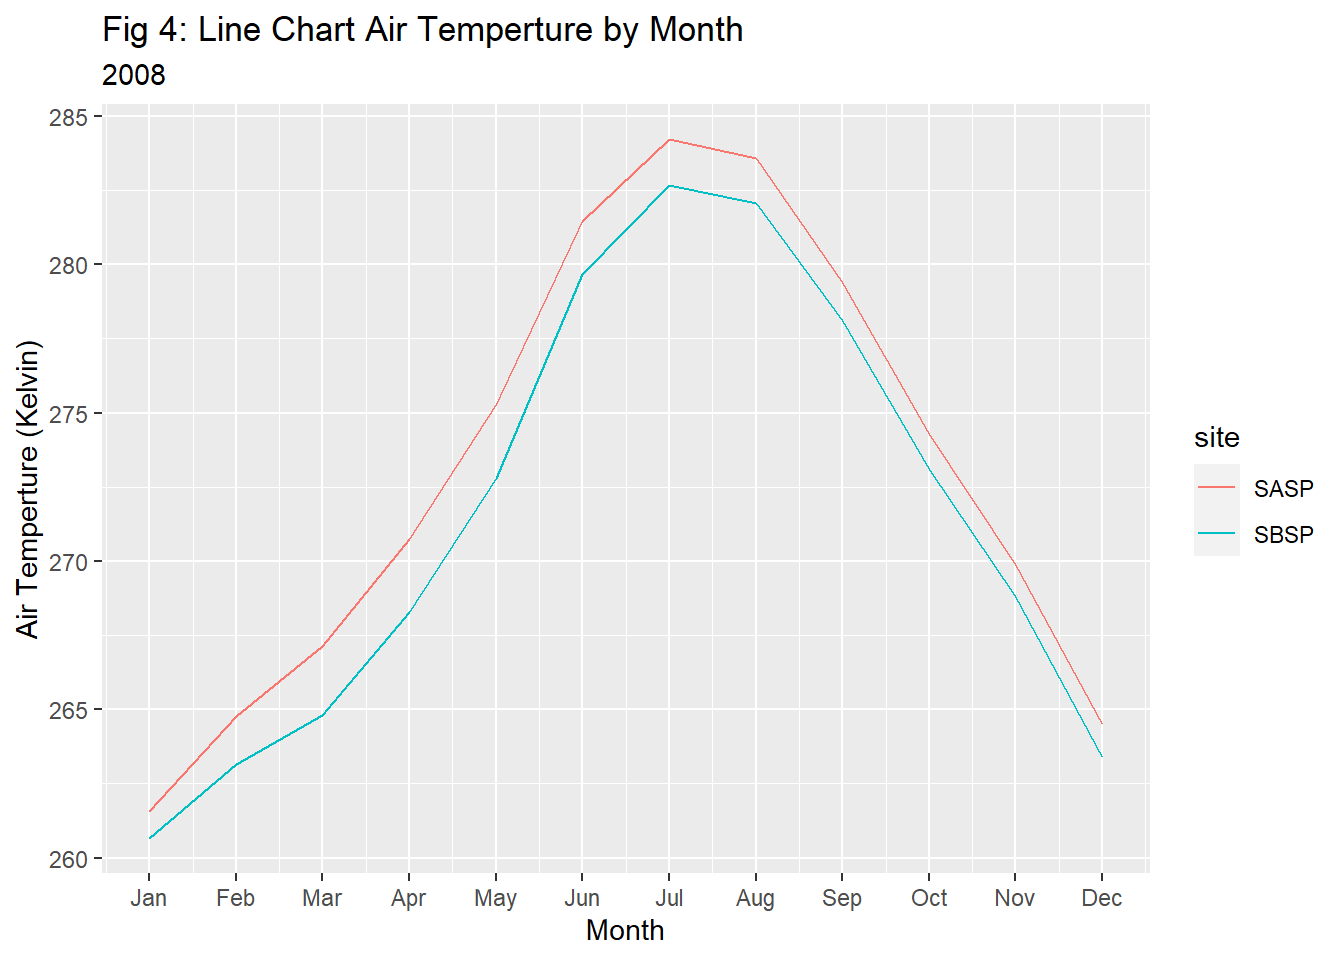 Fig 4: Line Chart Air Temperture by Month
2008
285
280
275
270
265
260
Air Temperture (Kelvin)
Jan Feb Mar Apr May Jun Jul Aug Sep Oct Nov Dec
Month
site
SASP
SBSP